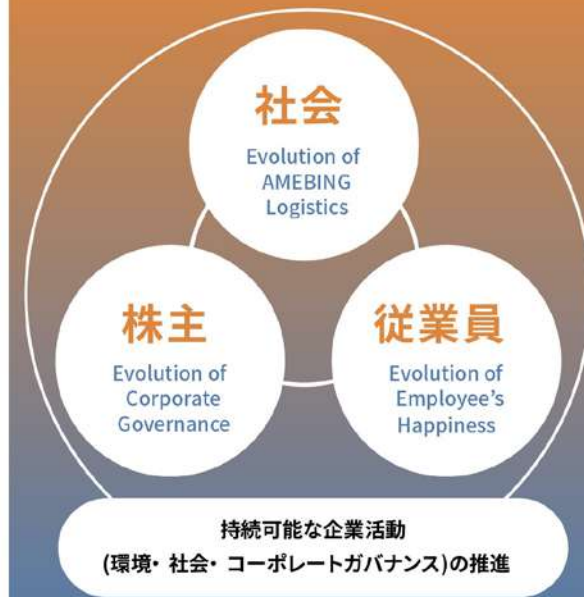 社会
Evolution of
AMEBING
Logistics
株主
Evolution of
Corporate
Governance
従業員
Evolution of
Employee's
Happiness
持続可能な企業活動
(環境・社会・コーポレートガバナンス)の推進